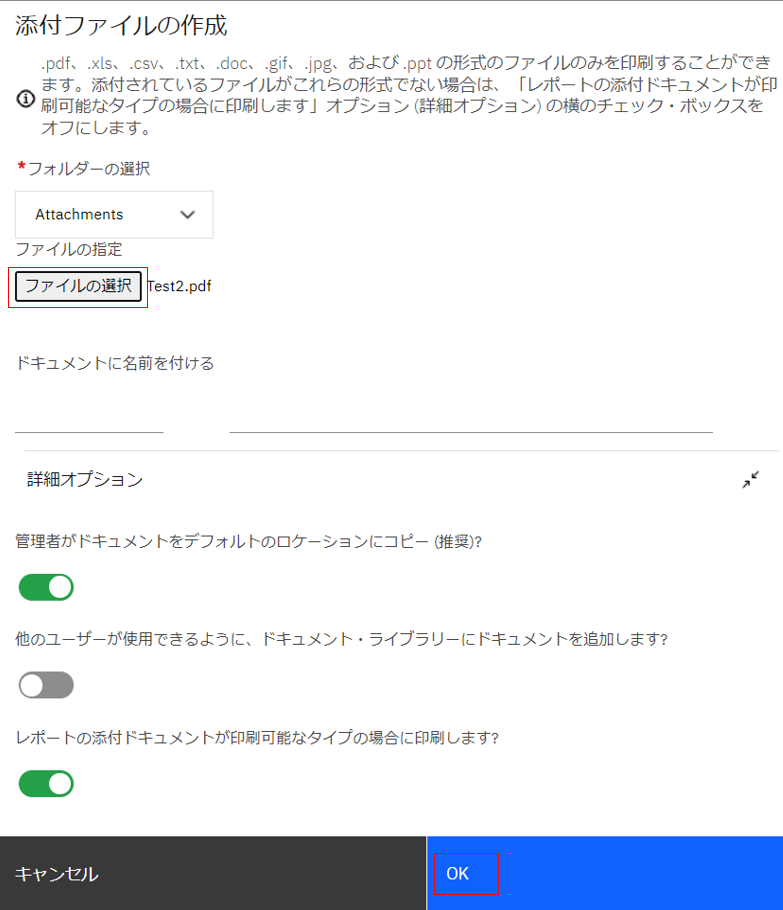 添付ファイルの作成
.pdf、.xls、.csv、.txt、.doc、.gif、.jpg、および .ppt の形式のファイルのみを印刷することができ
ます。添付されているファイルがこれらの形式でない場合は、「レポートの添付ドキュメントが印
刷可能なタイプの場合に印刷します」オプション (詳細オプション) の横のチェック・ボックスを
オフにします。
*フォルダーの選択
Attachments
ファイルの指定
ファイルの選択 Test2.pdf
ドキュメントに名前を付ける
詳細オプション
管理者がドキュメントをデフォルトのロケーションにコピー (推奨)?
他のユーザーが使用できるように、ドキュメント・ライブラリーにドキュメントを追加します?
レポートの添付ドキュメントが印刷可能なタイプの場合に印刷します?
キャンセル
OK